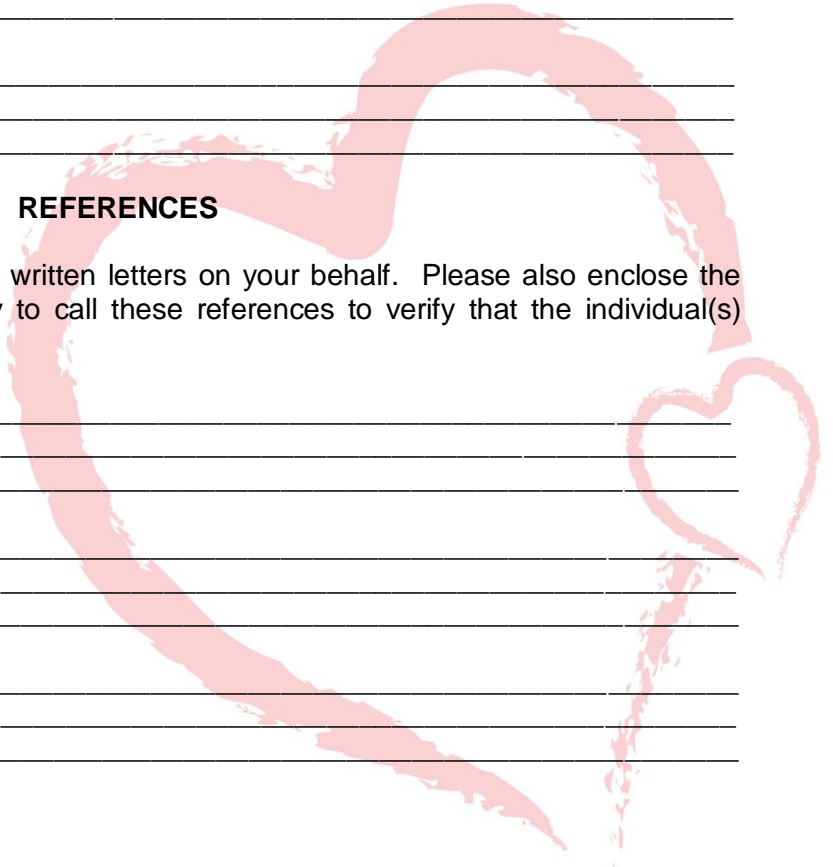 REFERENCES
written letters on your behalf. Please also enclose the
to call these references to verify that the individual(s)